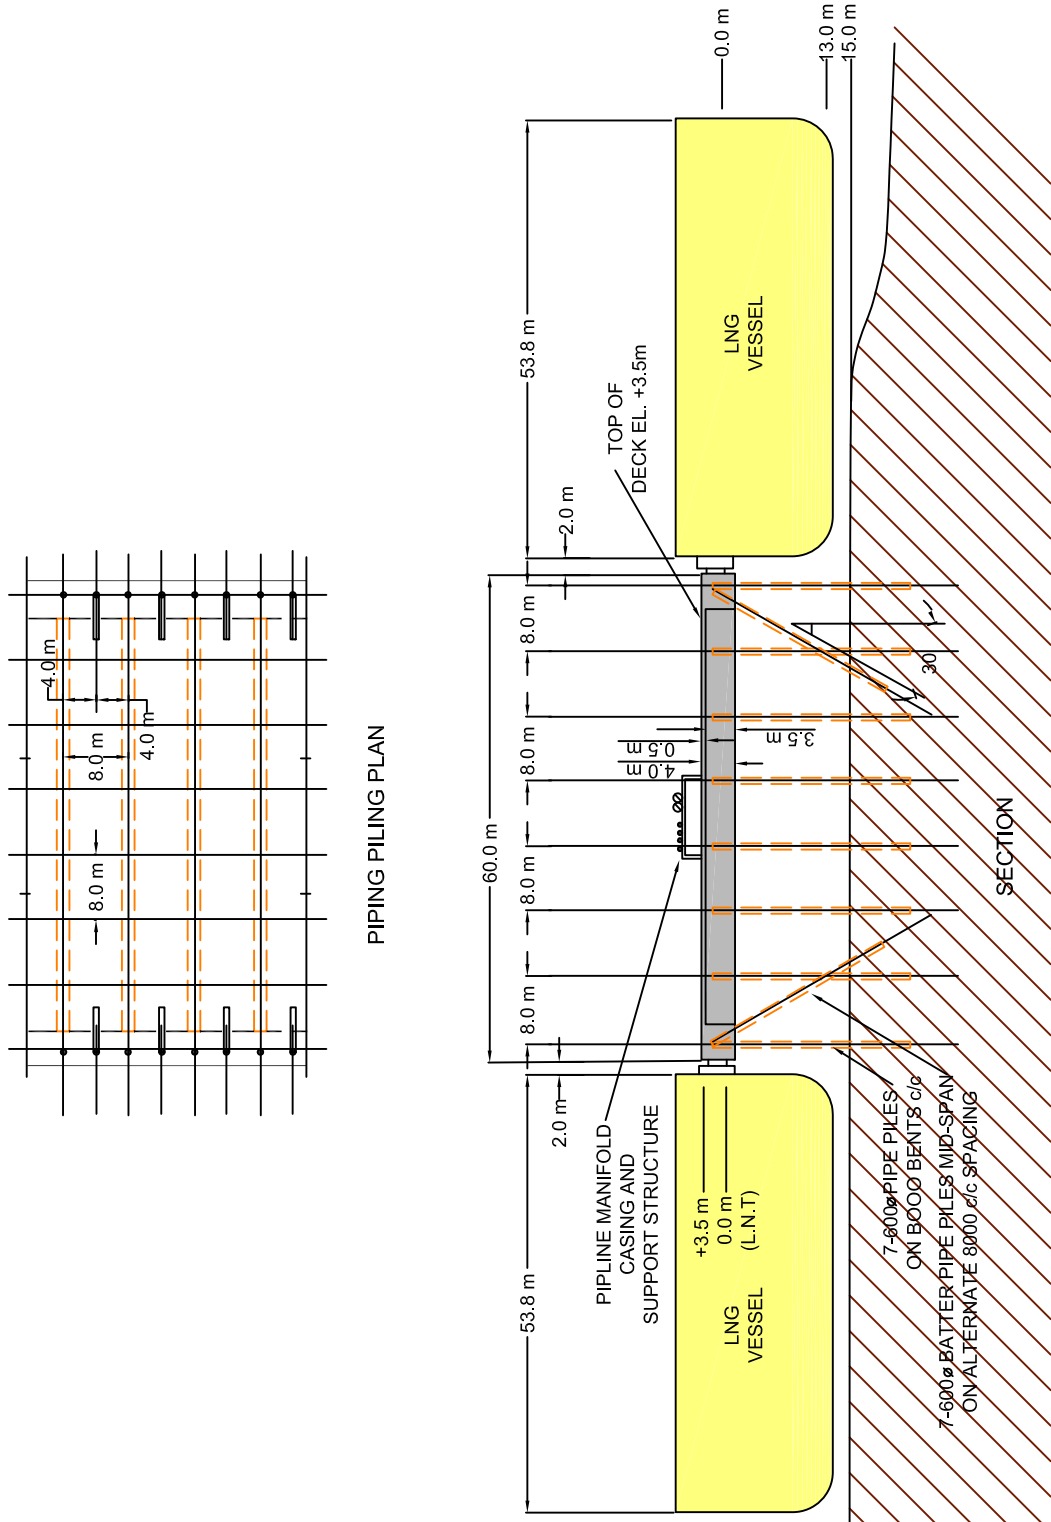 4.0 m
8.0 m
4.0 m
8.0 m
PIPING PILING PLAN
53.8 m
2.0 m
60.0 m
2.0 m
53.8 m
8.0 m
8.0 m
8.0 m
8.0 m
TOP OF
DECK EL. +3.5m
PIPLINE MANIFOLD
CASING AND
SUPPORT STRUCTURE
4.0 m
0.5 m
3.5 m
LNG
VESSEL
+3.5 m
0.0 m
(L.N.T)
LNG
VESSEL
0.0 m
13.0 m
15.0 m
30
7-600ø PIPE PILES
ON BOOO BENTS c/c
7-600ø BATTER PIPE PILES MID-SPAN
ON ALTERNATE 8000 c/c SPACING
SECTION